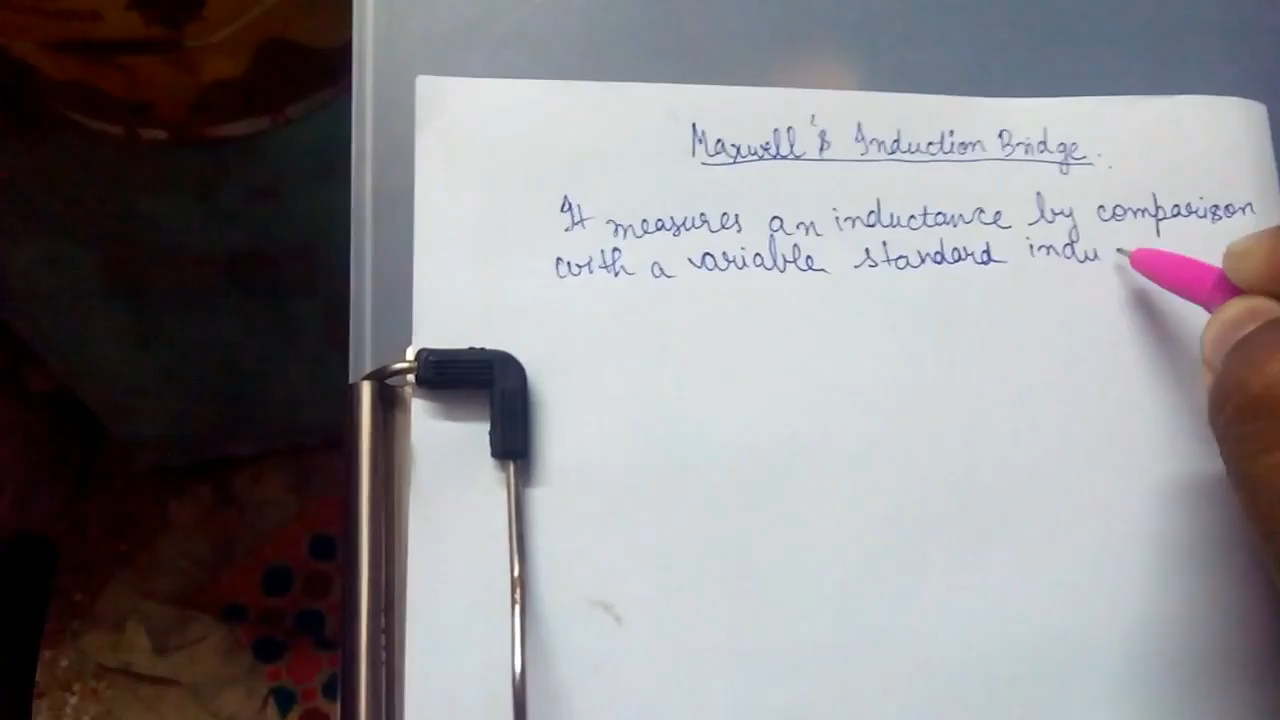 Maxwell's Induction Bridge.
It measures an inductance by comparison
with a variable standard indu